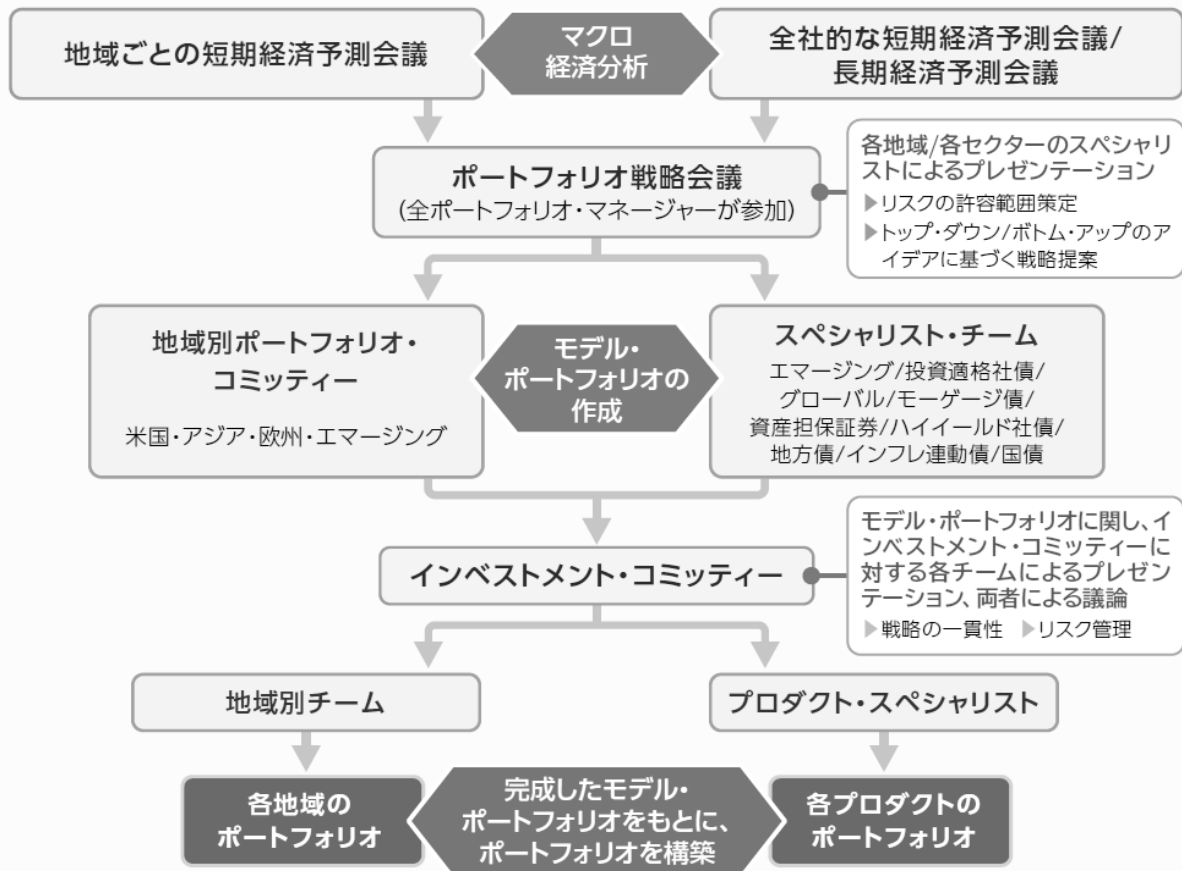 地域ごとの短期経済予測会議
マクロ
経済分析
全社的な短期経済予測会議/
長期経済予測会議
ポートフォリオ戦略会議
(全ポートフォリオ・マネージャーが参加)
各地域/各セクターのスペシャリ
ストによるプレゼンテーション
▶リスクの許容範囲策定
▶トップ・ダウン/ボトム・アップのア
イデアに基づく戦略提案
地域別ポートフォリオ・
コミッティー
米国・アジア・欧州・エマージング
モデル・
ポートフォリオの
作成
スペシャリスト・チーム
エマージング/投資適格社債/
グローバル/モーゲージ債/
資産担保証券/ハイイールド社債/
地方債/インフレ連動債/国債
インベストメント・コミッティー
モデル・ポートフォリオに関し、イ
ンベストメント・コミッティーに
対する各チームによるプレゼン
テーション、両者による議論
▶戦略の一貫性 ▶リスク管理
地域別チーム
プロダクト・スペシャリスト
各地域の
ポートフォリオ
完成したモデル・
ポートフォリオをもとに、
ポートフォリオを構築
各プロダクトの
ポートフォリオ